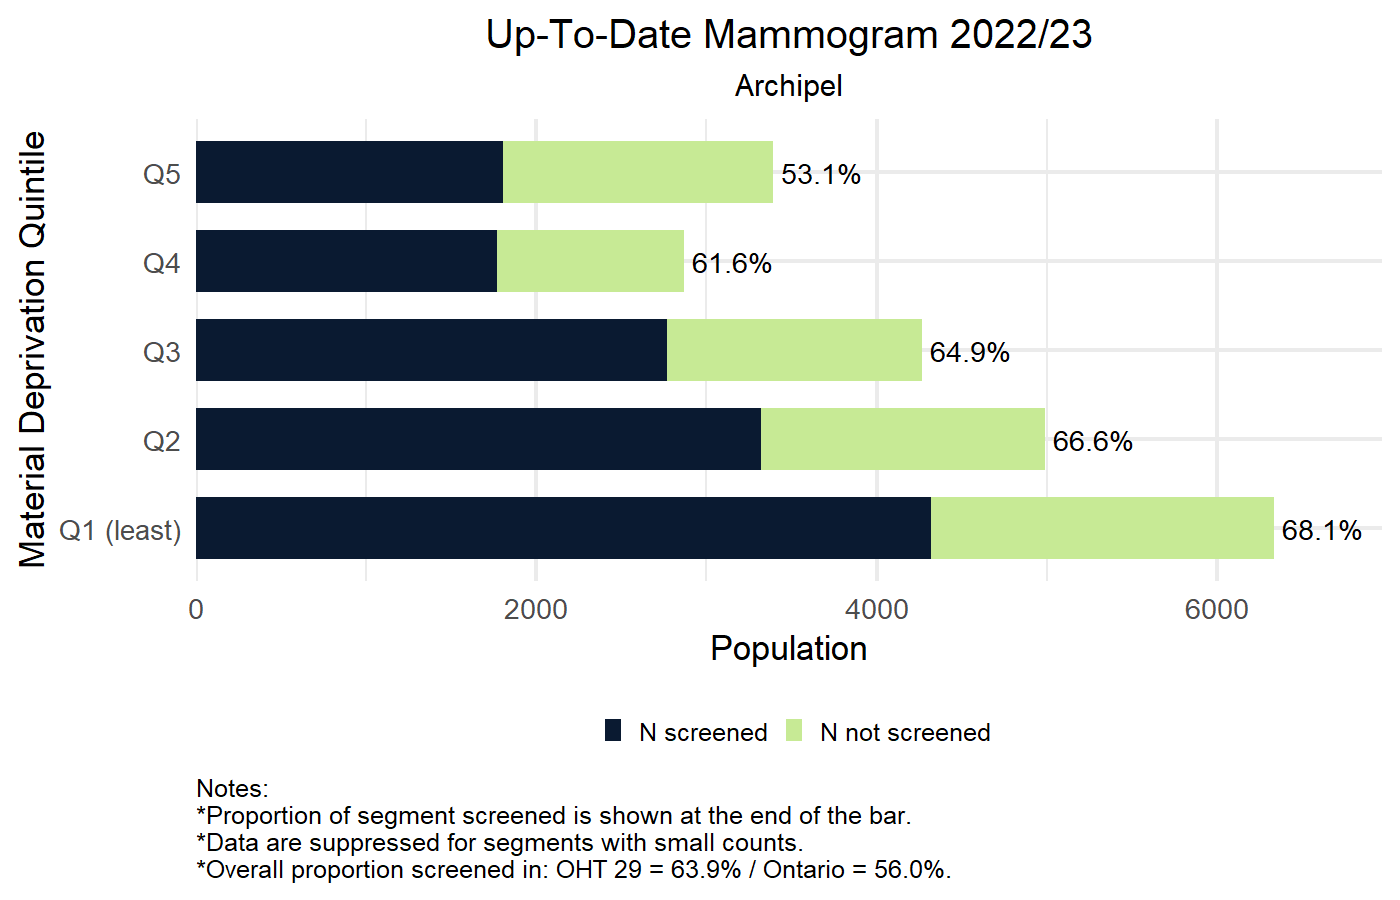 Up-To-Date Mammogram 2022/23
Archipel
Material Deprivation Quintile
Q5
53.1%
Q4
61.6%
Q3
64.9%
Q2
66.6%
Q1 (least)
68.1%
0
2000
4000
6000
Population
N screened
N not screened
Notes:
*Proportion of segment screened is shown at the end of the bar.
*Data are suppressed for segments with small counts.
*Overall proportion screened in: OHT 29 = 63.9% / Ontario = 56.0%.